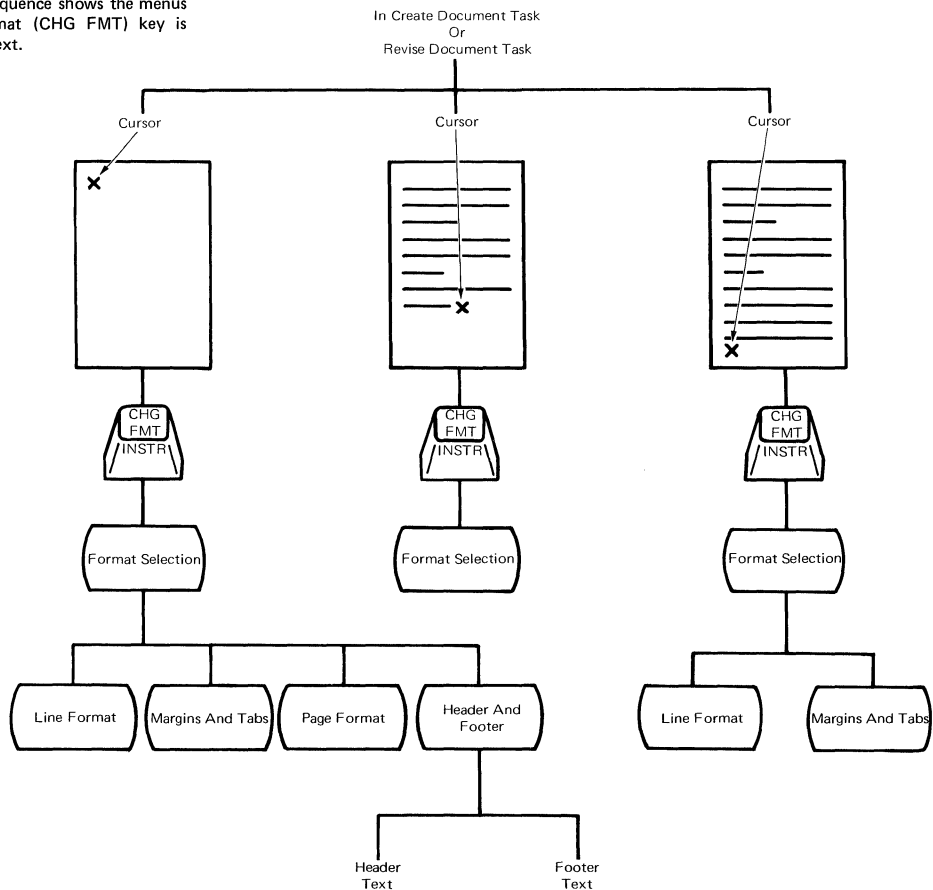 quence shows the menus
mat (CHG FMT) key is
ext.
In Create Document Task
Or
Revise Document Task
Cursor
Cursor
Cursor
CHG
FMT
INSTR
CHG
FMT
INSTR
CHG
FMT
INSTR
Format Selection
Format Selection
Format Selection
Line Format
Margins And Tabs
Page Format
Header And
Footer
Line Format
Margins And Tabs
Header
Text
Footer
Text